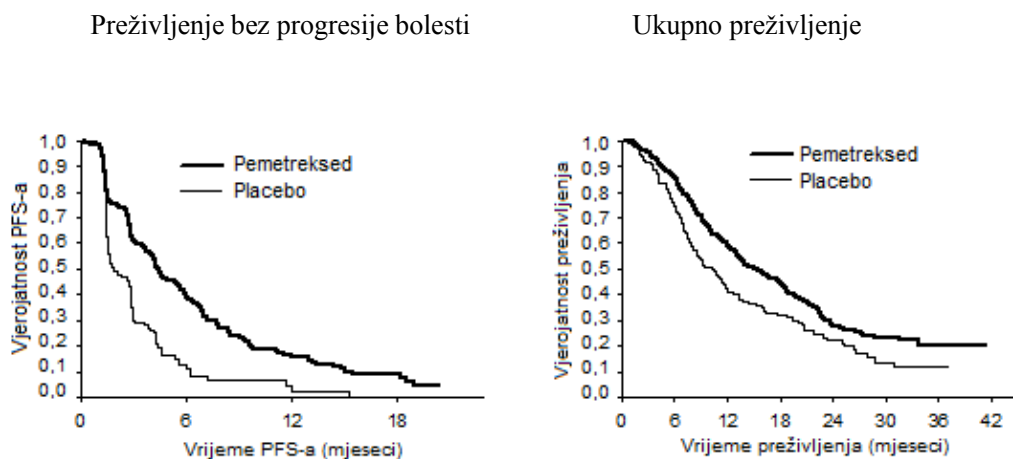 Preživljenje bez progresije bolesti
Ukupno preživljenje
Vjerojatnost PFS-a
1,0
0,9
0,8
0,7
0,6
0,5
0,4
0,3
0,2
0,1
0,0
Pemetreksed
Placebo
0 6 12 18
Vrijeme PFS-a (mjeseci)
Vjerojatnost preživljenja
1,0
0,9
0,8
0,7
0,6
0,5
0,4
0,3
0,2
0,1
0,0
Pemetreksed
Placebo
0 6 12 18 24 30 36 42
Vrijeme preživljenja (mjeseci)